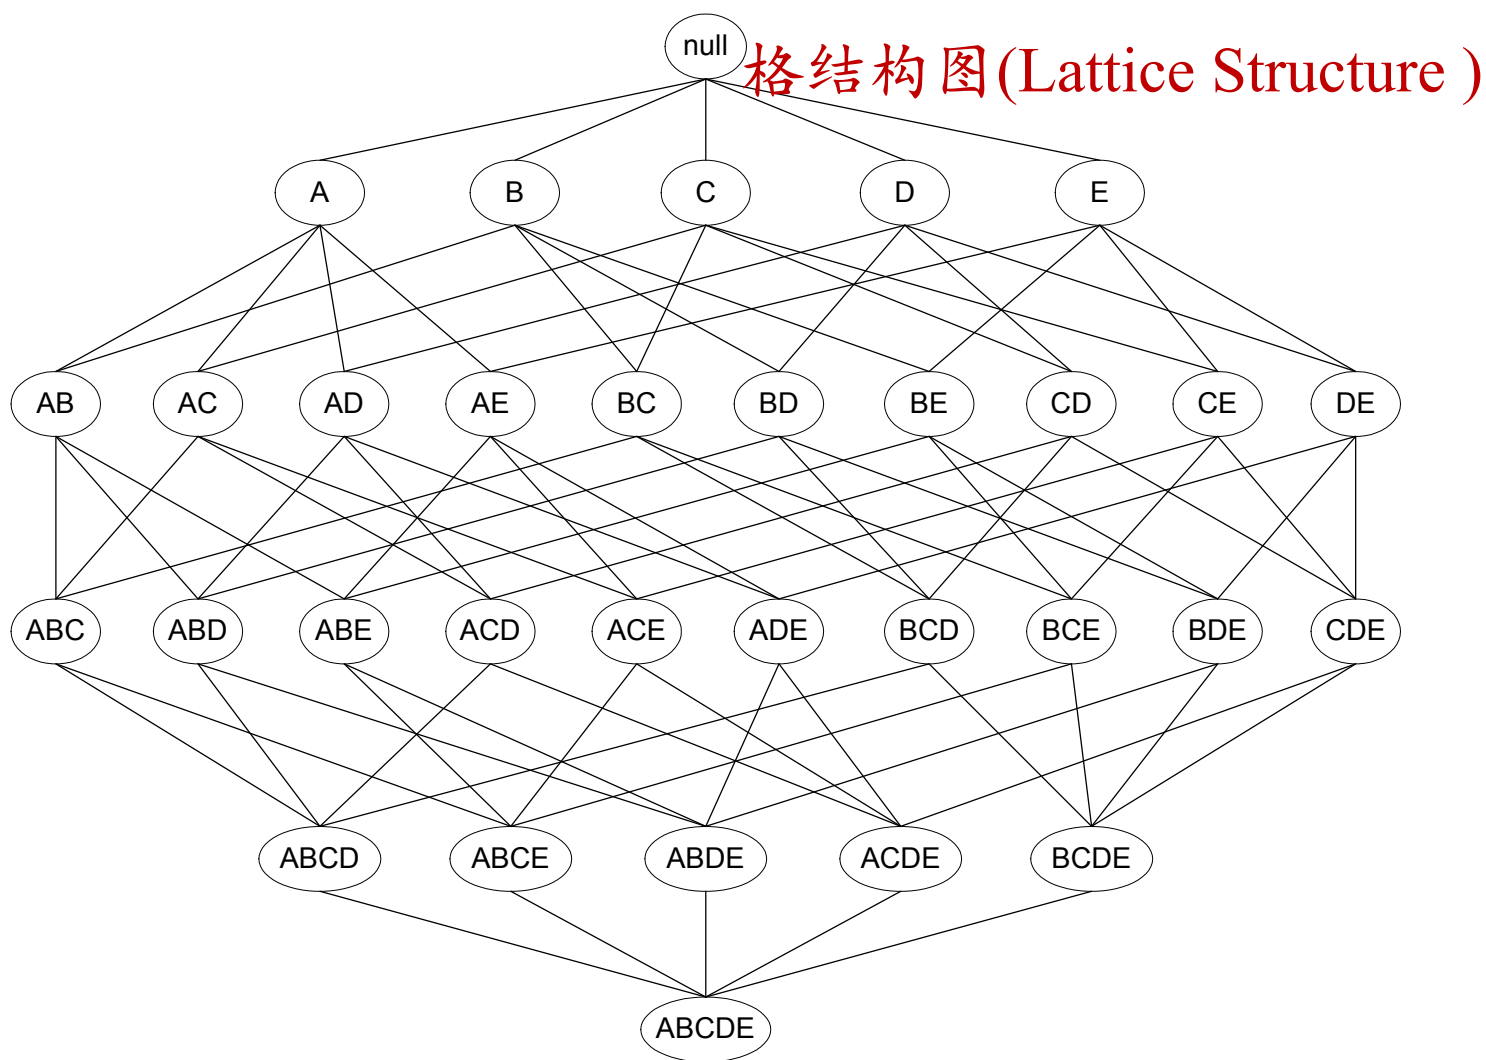 null
格结构图(Lattice Structure )
A B C D E
AB AC AD AE BC BD BE CD CE DE
ABC ABD ABE ACD ACE ADE BCD BCE BDE CDE
ABCD ABCE ABDE ACDE BCDE
ABCDE